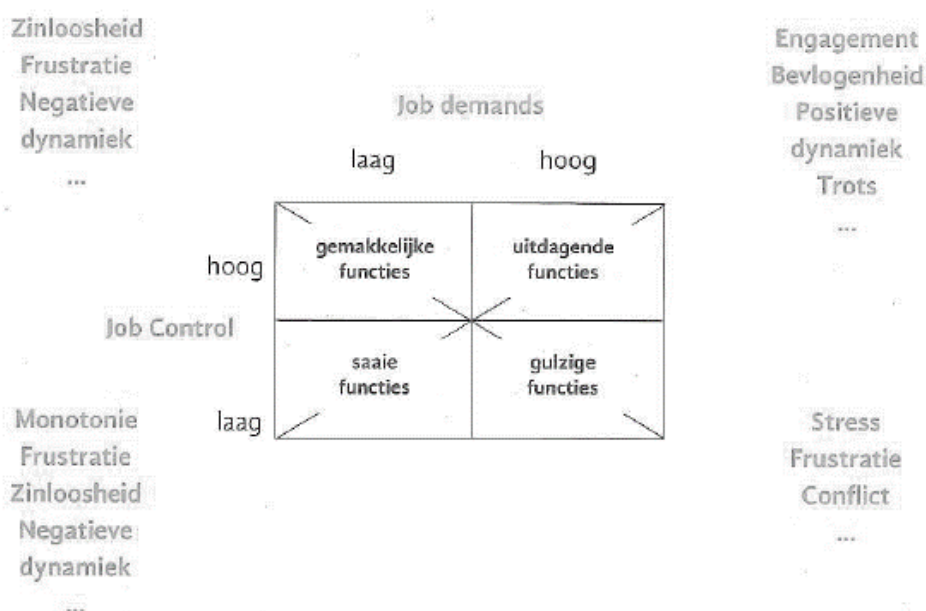 Zinloosheid
Frustratie
Negatieve
dynamiek
...
Engagement
Bevlogenheid
Positieve
dynamiek
Trots
...
Job demands
laag
hoog
hoog
gemakkelijke
functies
uitdagende
functies
Job Control
saaie
functies
gulzige
functies
laag
Monotonie
Frustratie
Zinloosheid
Negatieve
dynamiek
...
Stress
Frustratie
Conflict
...